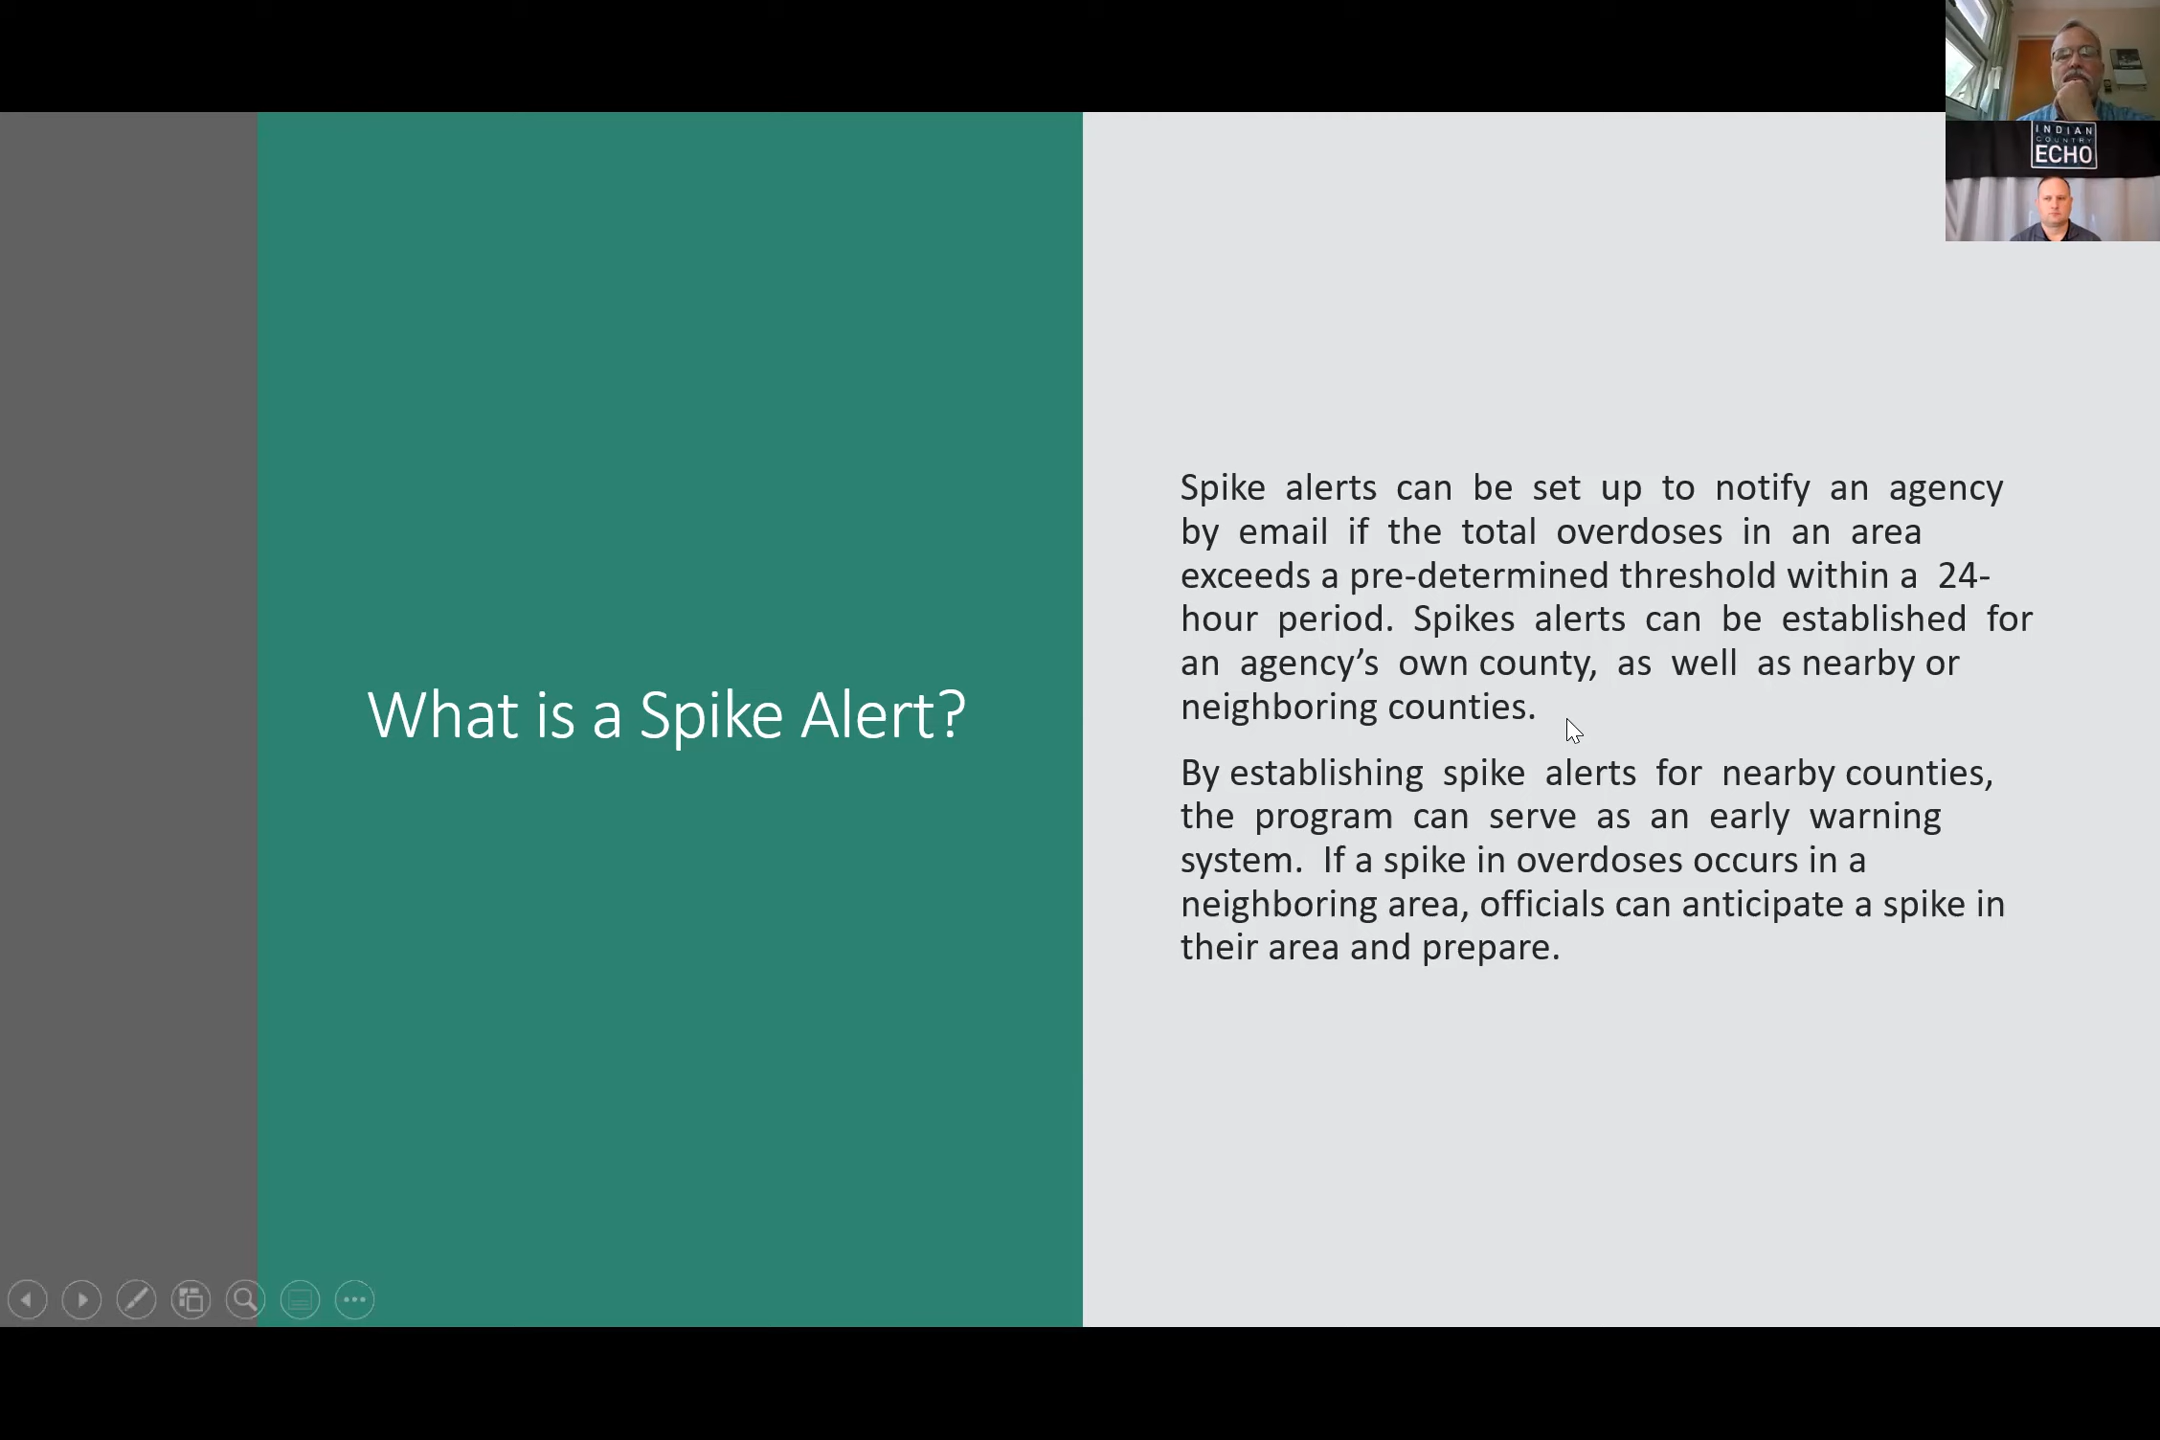 INDIAN
COUNTRY
ECHO
What is a Spike Alert?
Spike alerts can be set up to notify an agency
by email if the total overdoses in an area
exceeds a pre-determined threshold within a 24-
hour period. Spikes alerts can be established for
an agency’s own county, as well as nearby or
neighboring counties.
By establishing spike alerts for nearby counties,
the program can serve as an early warning
system. If a spike in overdoses occurs in a
neighboring area, officials can anticipate a spike in
their area and prepare.